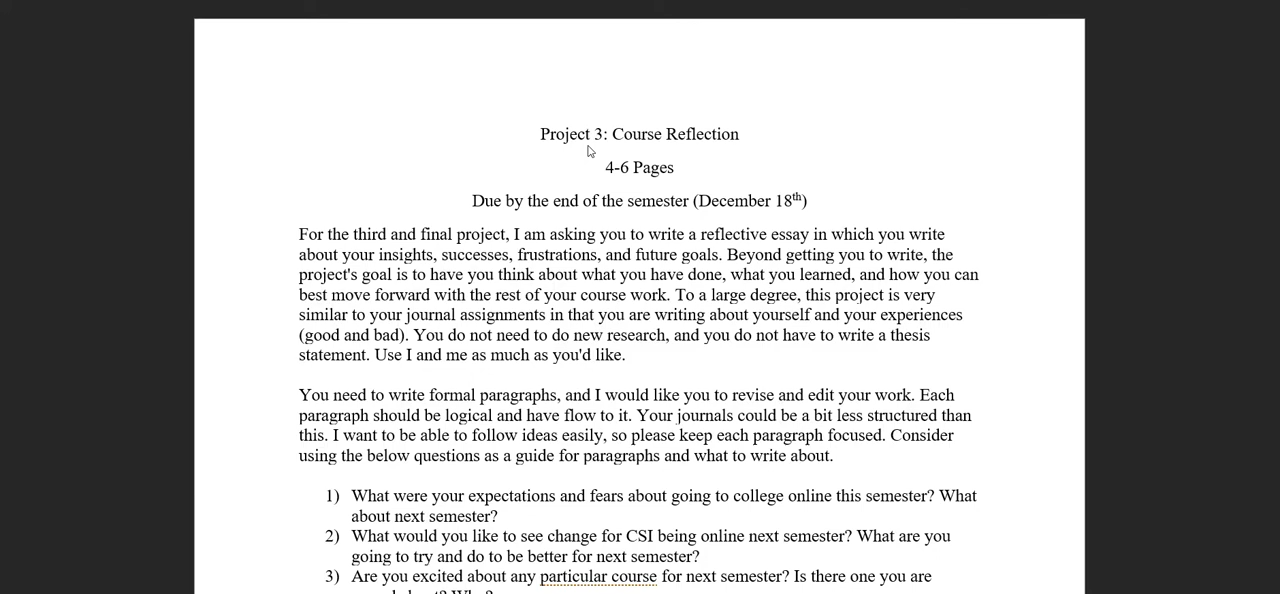 Project 3: Course Reflection
4-6 Pages
Due by the end of the semester (December 18th)
For the third and final project, I am asking you to write a reflective essay in which you write
about your insights, successes, frustrations, and future goals. Beyond getting you to write, the
project's goal is to have you think about what you have done, what you learned, and how you can
best move forward with the rest of your course work. To a large degree, this project is very
similar to your journal assignments in that you are writing about yourself and your experiences
(good and bad). You do not need to do new research, and you do not have to write a thesis
statement. Use I and me as much as you'd like.
You need to write formal paragraphs, and I would like you to revise and edit your work. Each
paragraph should be logical and have flow to it. Your journals could be a bit less structured than
this. I want to be able to follow ideas easily, so please keep each paragraph focused. Consider
using the below questions as a guide for paragraphs and what to write about.
1) What were your expectations and fears about going to college online this semester? What
about next semester?
2) What would you like to see change for CSI being online next semester? What are you
going to try and do to be better for next semester?
3) Are you excited about any particular course for next semester? Is there one you are